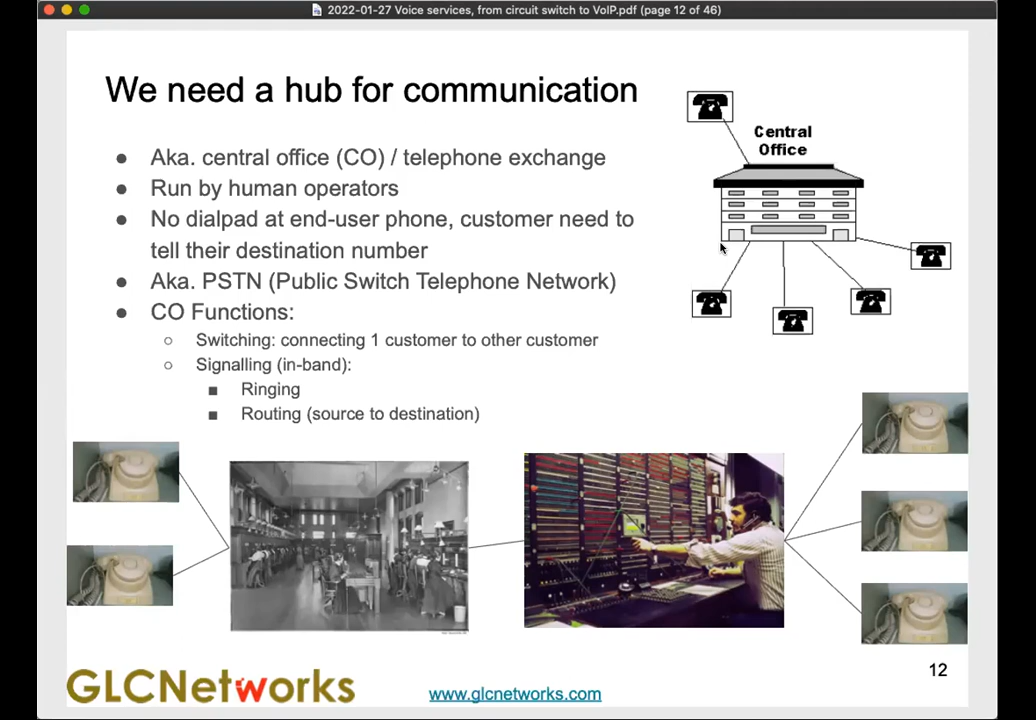 2022-01-27 Voice services, from circuit switch to VoIP.pdf (page 12 of 46)
We need a hub for communication
Central
Office
● Aka. central office (CO) / telephone exchange
● Run by human operators
● No dialpad at end-user phone, customer need to
tell their destination number
● Aka. PSTN (Public Switch Telephone Network)
● CO Functions:
○ Switching: connecting 1 customer to other customer
○ Signalling (in-band):
■ Ringing
■ Routing (source to destination)
12
GLCNetworks
www.glcnetworks.com